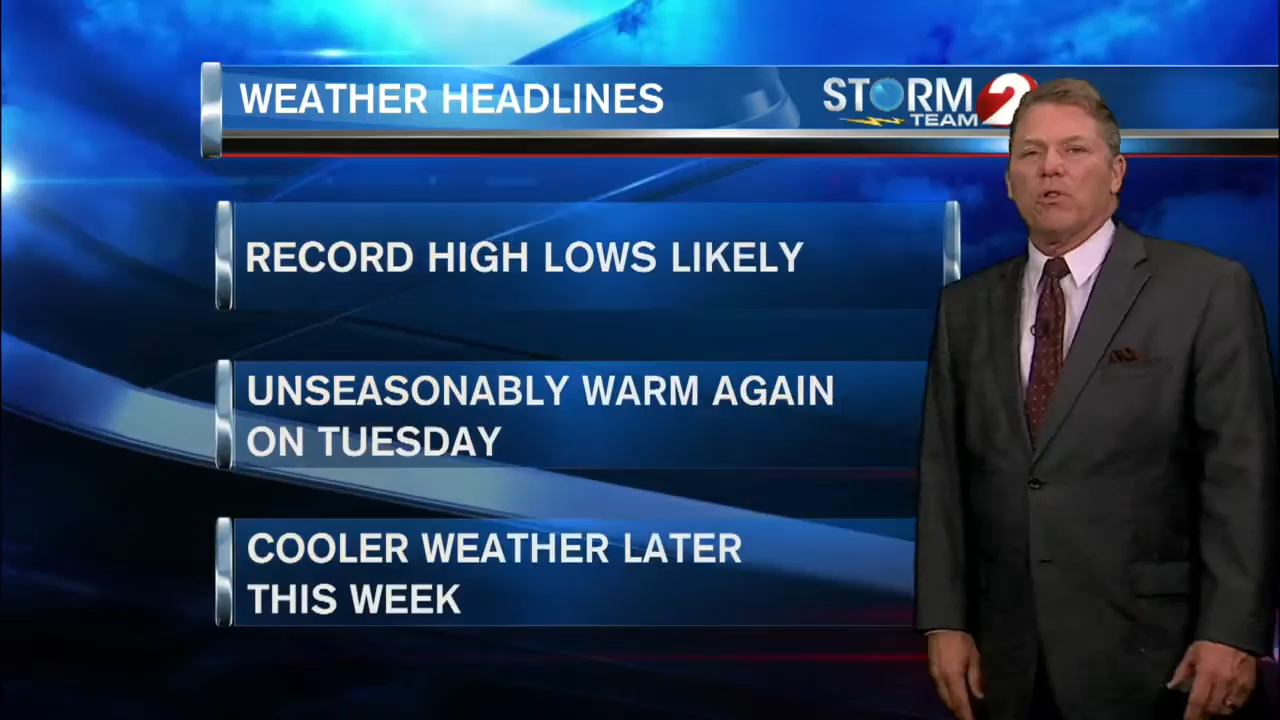 WEATHER HEADLINES
STORM
TEAM 2
RECORD HIGH LOWS LIKELY
UNSEASONABLY WARM AGAIN
ON TUESDAY
COOLER WEATHER LATER
THIS WEEK